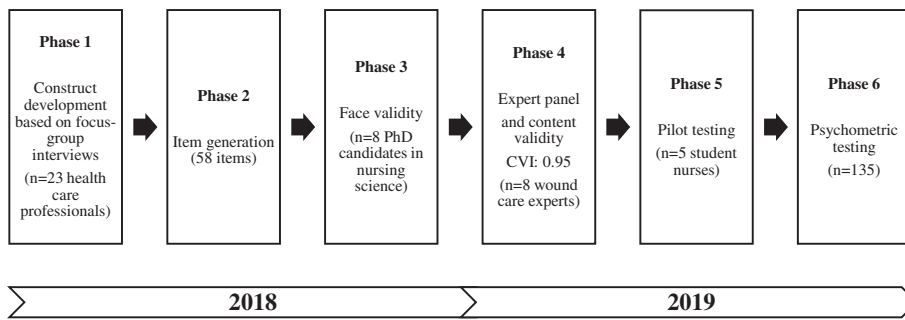 Phase 1
Construct
development
based on focus-
group
interviews
(n=23 health
care
professionals)
Phase 2
Item generation
(58 items)
Phase 3
Face validity
(n=8 PhD
candidates in
nursing
science)
Phase 4
Expert panel
and content
validity
CVI: 0.95
(n=8 wound
care experts)
Phase 5
Pilot testing
(n=5 student
nurses)
Phase 6
Psychometric
testing
(n=135)
2018
2019